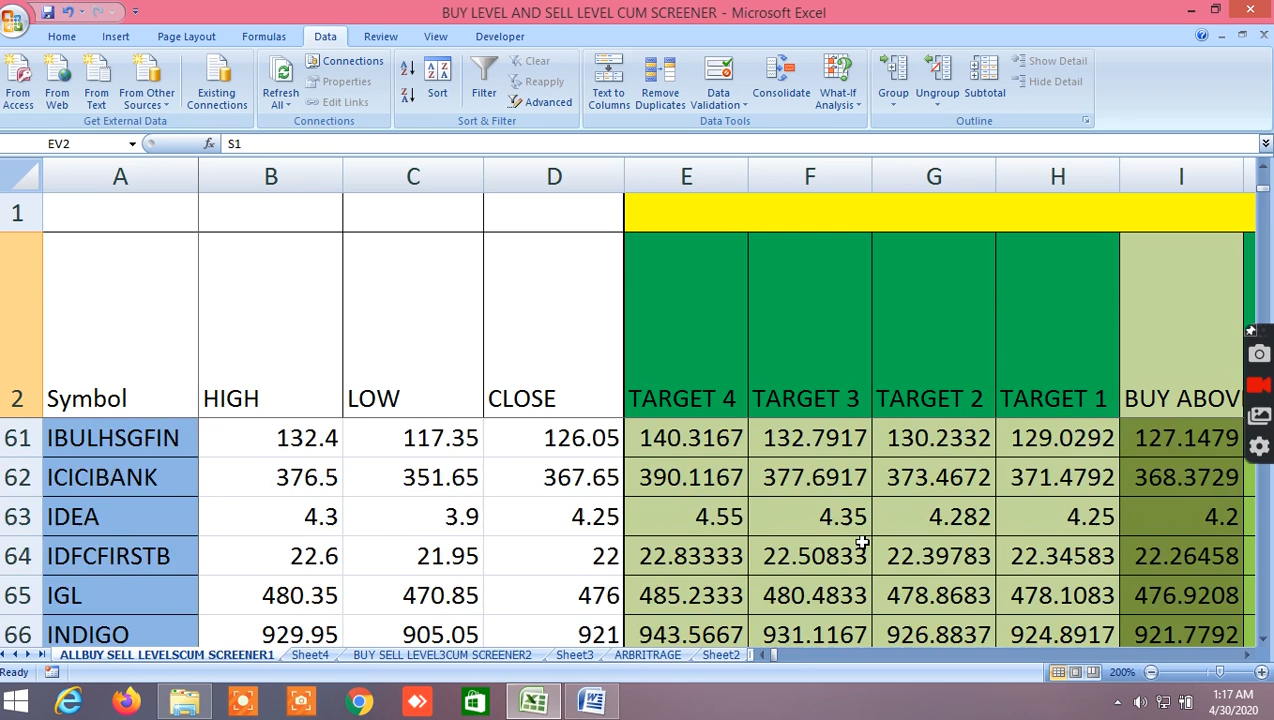 BUY LEVEL AND SELL LEVEL CUM SCREENER - Microsoft Excel
Home Insert Page Layout Formulas Data Review View Developer
From Access
From Web
From Text
From Other Sources
Existing Connections
Get External Data
Refresh All
Connections
Properties
Edit Links
Connections
Sort
Filter
Clear
Reapply
Advanced
Sort & Filter
Text to Columns
Remove Duplicates
Data Validation
Consolidate
What-If Analysis
Data Tools
Group
Ungroup
Subtotal
Show Detail
Hide Detail
Outline
EV2 fx S1
A B C D E F G H I
1
2 Symbol HIGH LOW CLOSE TARGET 4 TARGET 3 TARGET 2 TARGET 1 BUY ABOV
61 IBULHSGFIN 132.4 117.35 126.05 140.3167 132.7917 130.2332 129.0292 127.1479
62 ICICIBANK 376.5 351.65 367.65 390.1167 377.6917 373.4672 371.4792 368.3729
63 IDEA 4.3 3.9 4.25 4.55 4.35 4.282 4.25 4.2
64 IDFCFIRSTB 22.6 21.95 22 22.83333 22.50833 22.39783 22.34583 22.26458
65 IGL 480.35 470.85 476 485.2333 480.4833 478.8683 478.1083 476.9208
66 INDIGO 929.95 905.05 921 943.5667 931.1167 926.8837 924.8917 921.7792
ALLBUY SELL LEVELSCUM SCREENER1 Sheet4 BUY SELL LEVEL3CUM SCREENER2 Sheet3 ARBRITRAGE Sheet2
Ready 200%
1:17 AM
4/30/2020